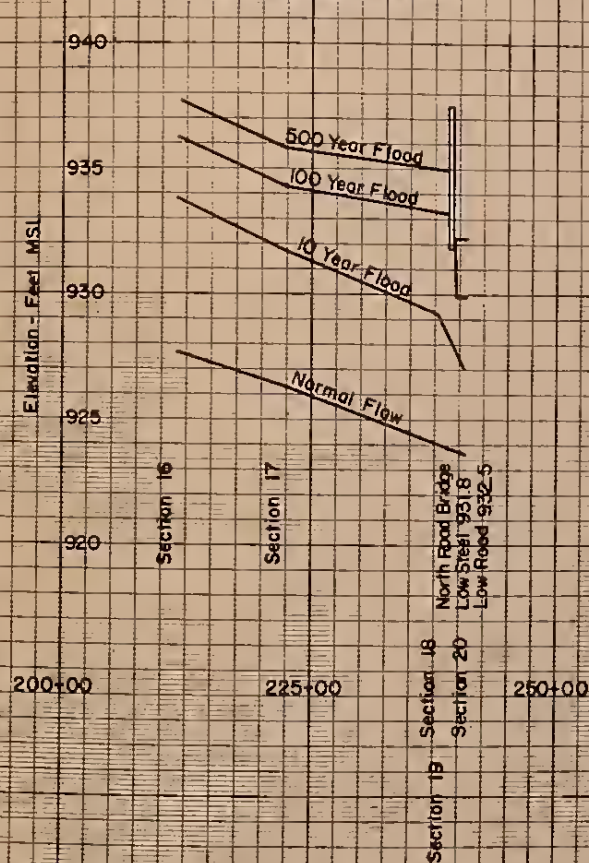 940
500 Year Flood
935
100 Year Flood
10 Year Flood
930
Elevation - Feet MSL
Normal Flow
925
920
Section 16
Section 17
North Road Bridge
Low Steel 931.8
Low Road 932.5
200+00
225+00
250+00
Section 18
Section 20
Section 19